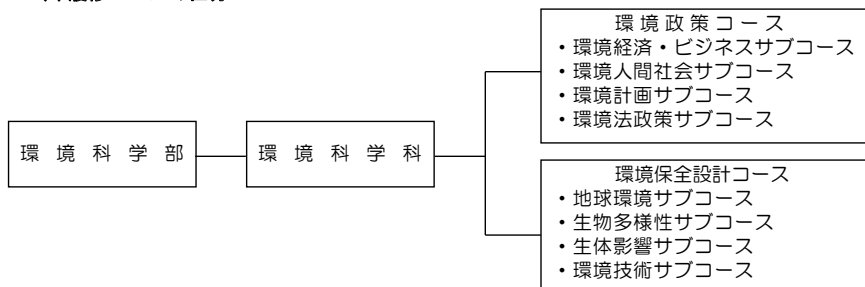 環境科学部
環境科学科
環境政策コース
・環境経済・ビジネスサブコース
・環境人間社会サブコース
・環境計画サブコース
・環境法政策サブコース
環境保全設計コース
・地球環境サブコース
・生物多様性サブコース
・生体影響サブコース
・環境技術サブコース